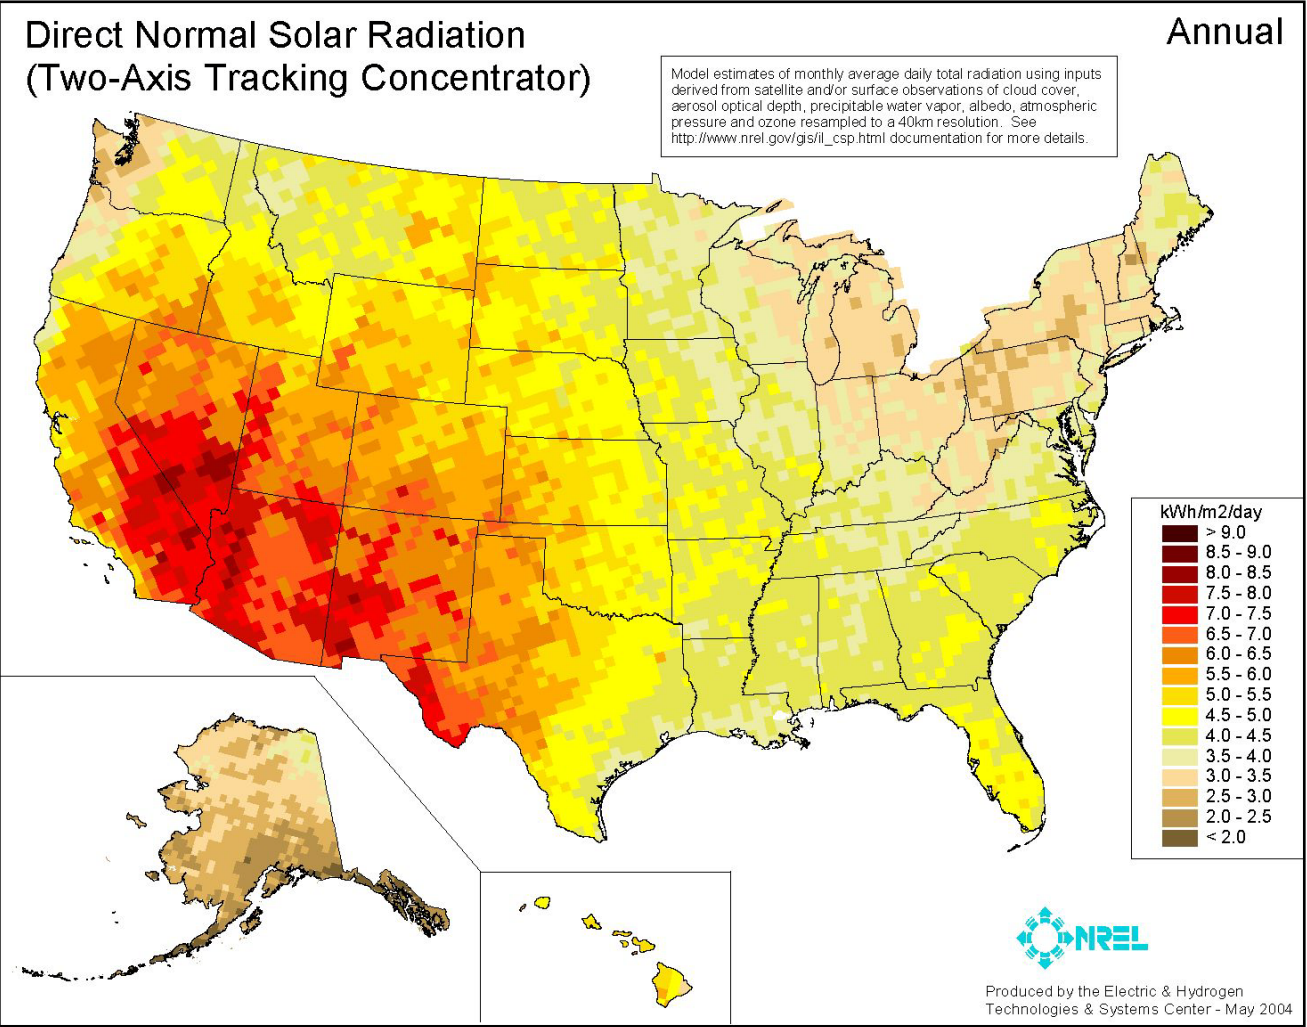 Direct Normal Solar Radiation
(Two-Axis Tracking Concentrator)
Annual
Model estimates of monthly average daily total radiation using inputs
derived from satellite and/or surface observations of cloud cover,
aerosol optical depth, precipitable water vapor, albedo, atmospheric
pressure and ozone resampled to a 40km resolution.  See
http://www.nrel.gov/gis/il_csp.html documentation for more details.
kWh/m2/day
> 9.0
8.5 - 9.0
8.0 - 8.5
7.5 - 8.0
7.0 - 7.5
6.5 - 7.0
6.0 - 6.5
5.5 - 6.0
5.0 - 5.5
4.5 - 5.0
4.0 - 4.5
3.5 - 4.0
3.0 - 3.5
2.5 - 3.0
2.0 - 2.5
< 2.0
NREL
Produced by the Electric & Hydrogen
Technologies & Systems Center - May 2004